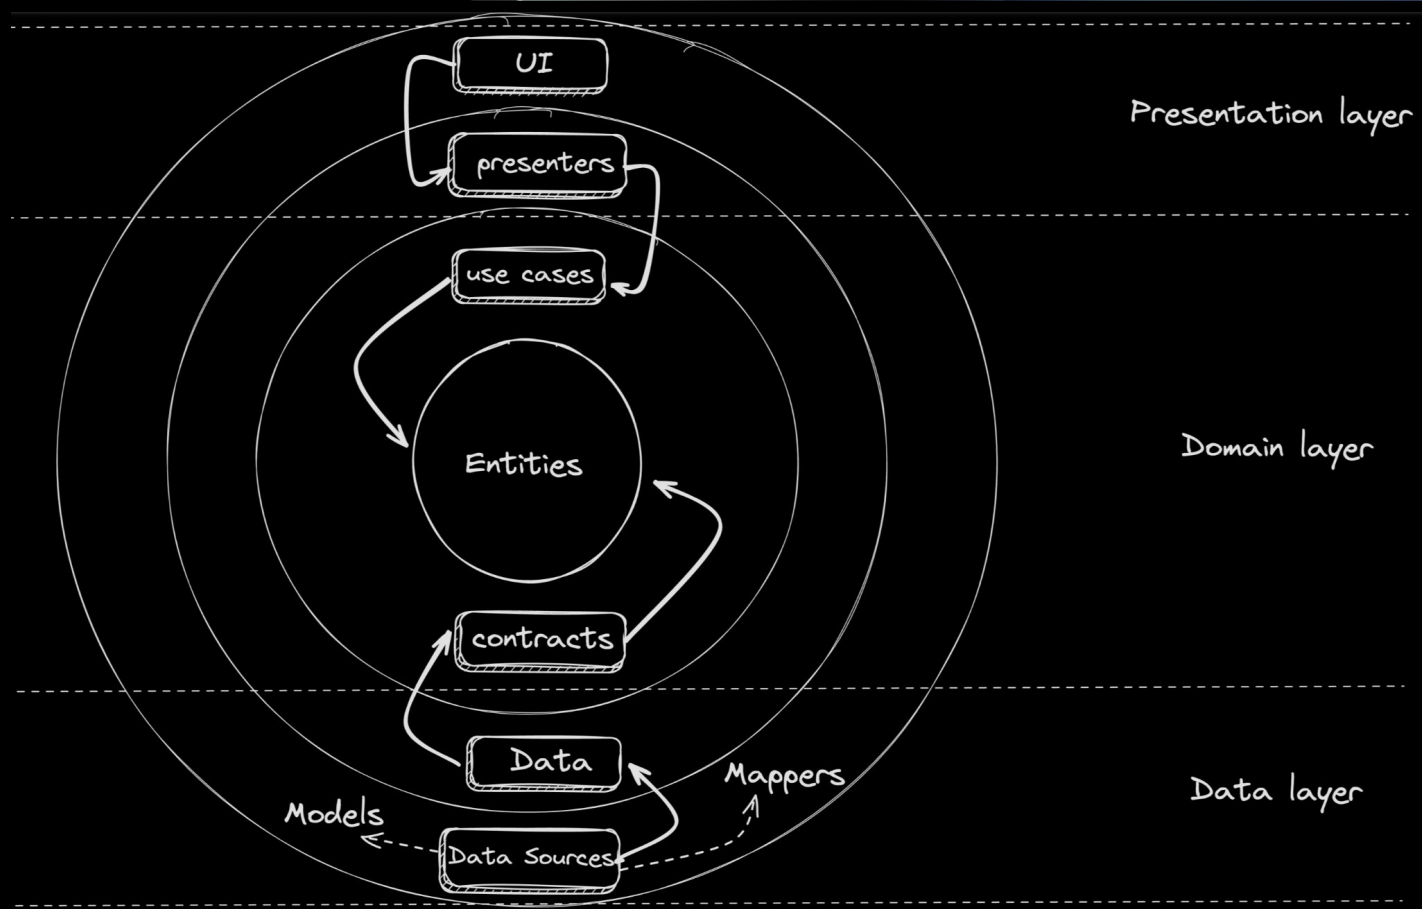 UI
Presentation layer
presenters
use cases
Domain layer
Entities
contracts
Data
Mappers
Data layer
Models
Data Sources